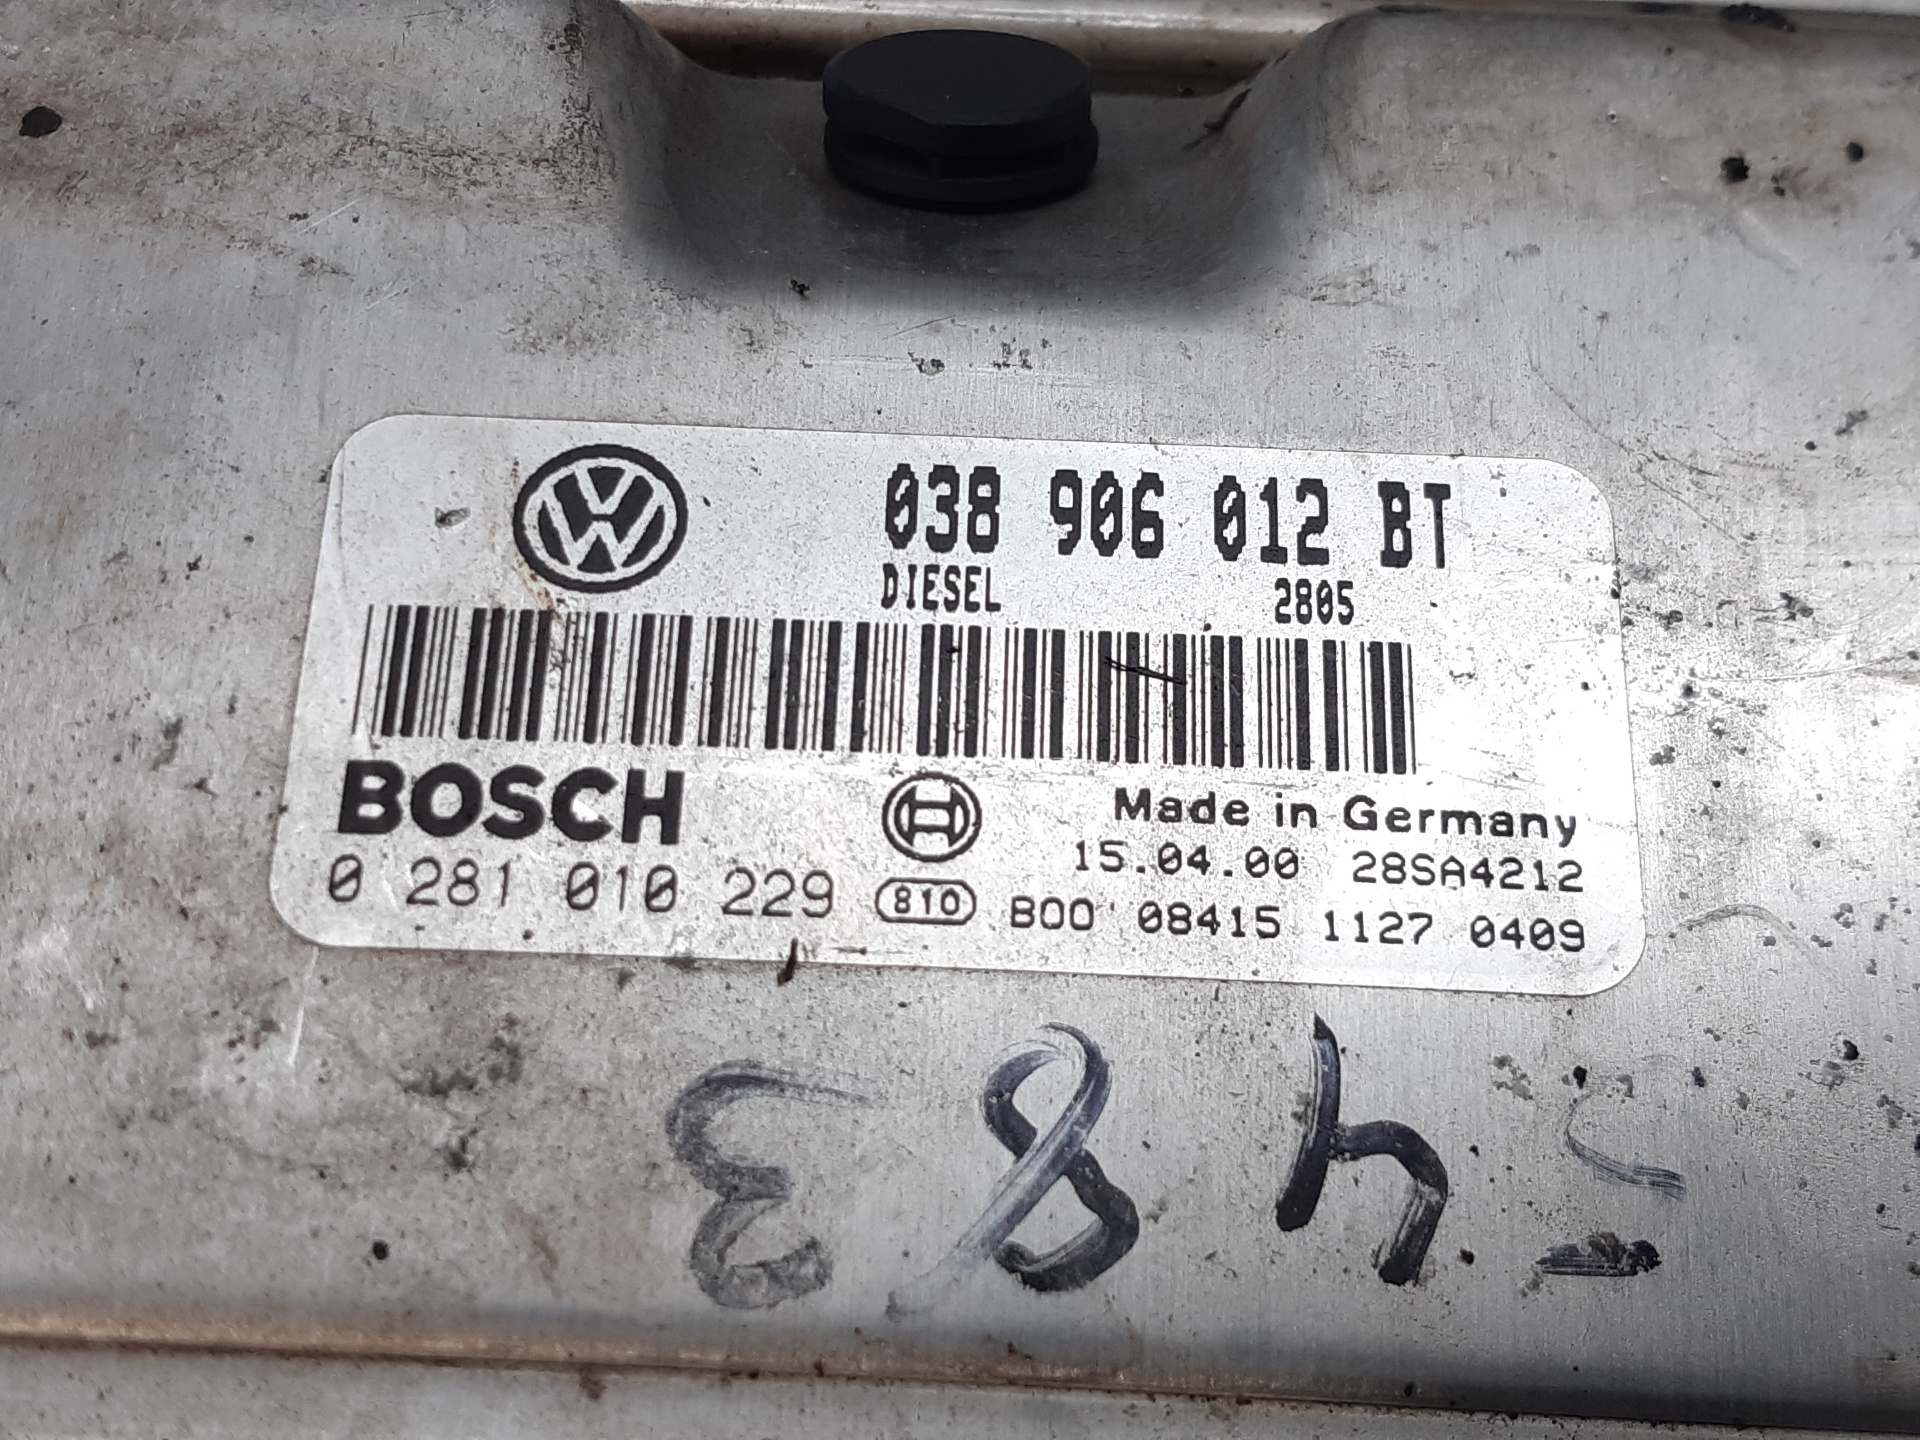 038 906 012 BT
DIESEL 2805
BOSCH
Made in Germany
15.04.00 28SA4212
0 281 010 229 810 B00 08415 1127 0409